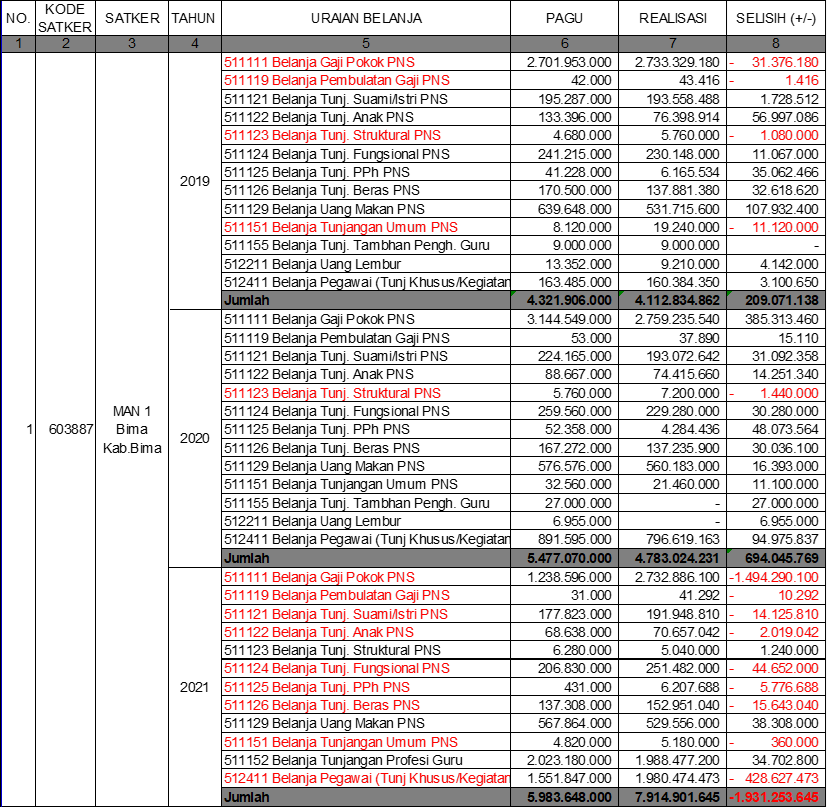 NO. KODE SATKER SATKER TAHUN URAIAN BELANJA PAGU REALISASI SELISIH (+/-)
1 2 3 4 5 6 7 8
511111 Belanja Gaji Pokok PNS 2.701.953.000 2.733.329.180 - 31.376.180
511119 Belanja Pembulatan Gaji PNS 42.000 43.416 - 1.416
511121 Belanja Tunj. Suami/Istri PNS 195.287.000 193.558.488 1.728.512
511122 Belanja Tunj. Anak PNS 133.396.000 76.398.914 56.997.086
511123 Belanja Tunj. Struktural PNS 4.680.000 5.760.000 - 1.080.000
511124 Belanja Tunj. Fungsional PNS 241.215.000 230.148.000 11.067.000
2019 511125 Belanja Tunj. PPh PNS 41.228.000 6.165.534 35.062.466
511126 Belanja Tunj. Beras PNS 170.500.000 137.881.380 32.618.620
511129 Belanja Uang Makan PNS 639.648.000 531.715.600 107.932.400
511151 Belanja Tunjangan Umum PNS 8.120.000 19.240.000 - 11.120.000
511155 Belanja Tunj. Tambhan Pengh. Guru 9.000.000 9.000.000 -
512211 Belanja Uang Lembur 13.352.000 9.210.000 4.142.000
512411 Belanja Pegawai (Tunj Khusus/Kegiatan 163.485.000 160.384.350 3.100.650
Jumlah 4.321.906.000 4.112.834.862 209.071.138
511111 Belanja Gaji Pokok PNS 3.144.549.000 2.759.235.540 385.313.460
511119 Belanja Pembulatan Gaji PNS 53.000 37.890 15.110
511121 Belanja Tunj. Suami/Istri PNS 224.165.000 193.072.642 31.092.358
511122 Belanja Tunj. Anak PNS 88.667.000 74.415.660 14.251.340
511123 Belanja Tunj. Struktural PNS 5.760.000 7.200.000 - 1.440.000
MAN 1 511124 Belanja Tunj. Fungsional PNS 259.560.000 229.280.000 30.280.000
1 603887 Bima 2020 511125 Belanja Tunj. PPh PNS 52.358.000 4.284.436 48.073.564
Kab.Bima 511126 Belanja Tunj. Beras PNS 167.272.000 137.235.900 30.036.100
511129 Belanja Uang Makan PNS 576.576.000 560.183.000 16.393.000
511151 Belanja Tunjangan Umum PNS 32.560.000 21.460.000 11.100.000
511155 Belanja Tunj. Tambhan Pengh. Guru 27.000.000 - 27.000.000
512211 Belanja Uang Lembur 6.955.000 - 6.955.000
512411 Belanja Pegawai (Tunj Khusus/Kegiatan 891.595.000 796.619.163 94.975.837
Jumlah 5.477.070.000 4.783.024.231 694.045.769
511111 Belanja Gaji Pokok PNS 1.238.596.000 2.732.886.100 -1.494.290.100
511119 Belanja Pembulatan Gaji PNS 31.000 41.292 - 10.292
511121 Belanja Tunj. Suami/Istri PNS 177.823.000 191.948.810 - 14.125.810
511122 Belanja Tunj. Anak PNS 68.638.000 70.657.042 - 2.019.042
511123 Belanja Tunj. Struktural PNS 6.280.000 5.040.000 1.240.000
511124 Belanja Tunj. Fungsional PNS 206.830.000 251.482.000 - 44.652.000
2021 511125 Belanja Tunj. PPh PNS 431.000 6.207.688 - 5.776.688
511126 Belanja Tunj. Beras PNS 137.308.000 152.951.040 - 15.643.040
511129 Belanja Uang Makan PNS 567.864.000 529.556.000 38.308.000
511151 Belanja Tunjangan Umum PNS 4.820.000 5.180.000 - 360.000
511152 Belanja Tunjangan Profesi Guru 2.023.180.000 1.988.477.200 34.702.800
512411 Belanja Pegawai (Tunj Khusus/Kegiatan 1.551.847.000 1.980.474.473 - 428.627.473
Jumlah 5.983.648.000 7.914.901.645 -1.931.253.645